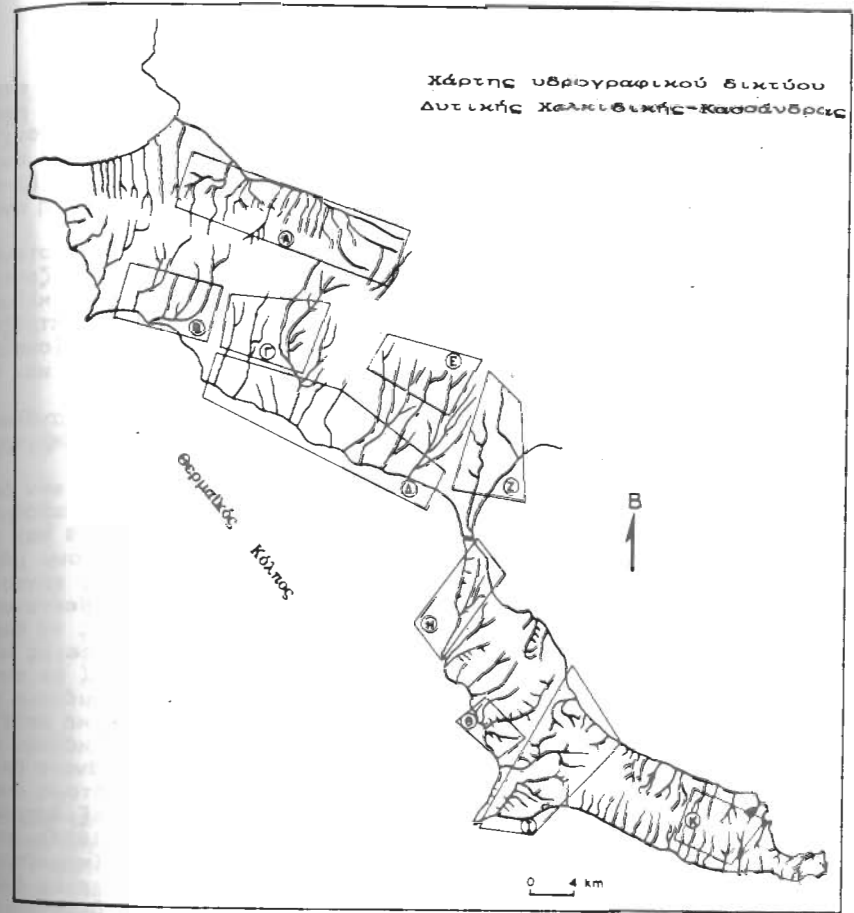 Χάρτης υδρογραφικού δικτύου
Δυτικής Χαλκιδικής-Κασσάνδρας
Α
Β
Γ
Ε
Δ
Ζ
Θερμαϊκός
Κόλπος
Β
Η
Θ
Ι
Κ
0 4 km